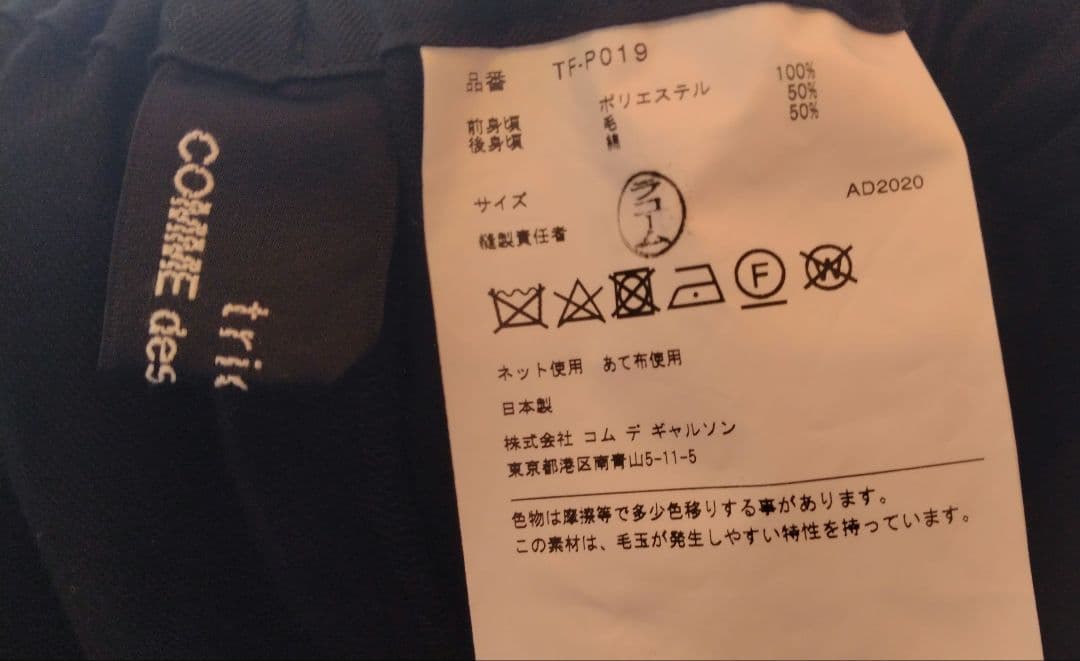 COMME des
tri
品番 TF-P019
前身頃 ポリエステル 100%
後身頃 毛 50%
綿 50%
サイズ
AD2020
縫製責任者
ラコーム
F
W
ネット使用 あて布使用
日本製
株式会社 コム デ ギャルソン
東京都港区南青山5-11-5
色物は摩擦等で多少色移りする事があります。
この素材は、毛玉が発生しやすい特性を持っています。